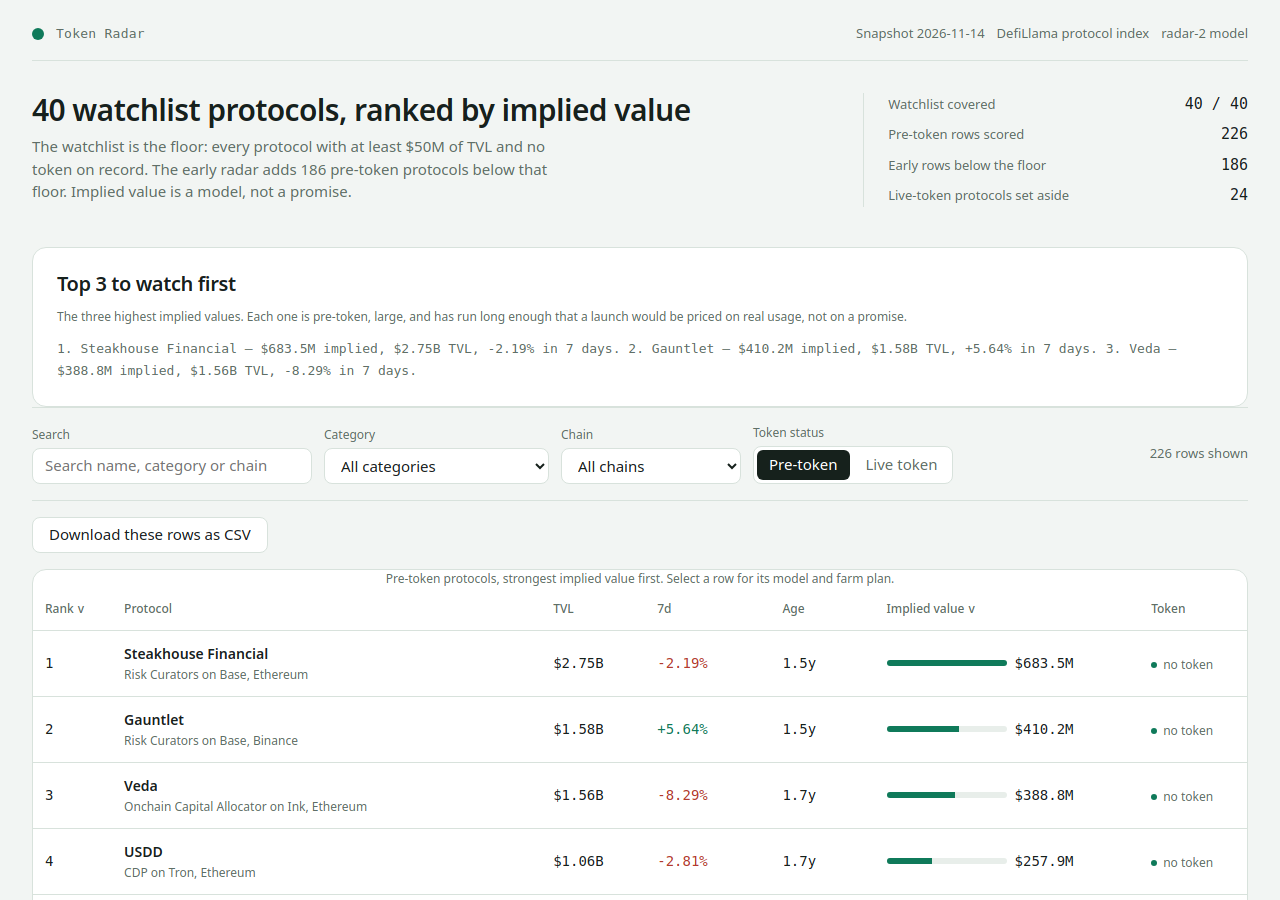 Token Radar
Snapshot 2026-11-14 DefiLlama protocol index radar-2 model
40 watchlist protocols, ranked by implied value
The watchlist is the floor: every protocol with at least $50M of TVL and no
token on record. The early radar adds 186 pre-token protocols below that
floor. Implied value is a model, not a promise.
Watchlist covered 40 / 40
Pre-token rows scored 226
Early rows below the floor 186
Live-token protocols set aside 24
Top 3 to watch first
The three highest implied values. Each one is pre-token, large, and has run long enough that a launch would be priced on real usage, not on a promise.
1. Steakhouse Financial — $683.5M implied, $2.75B TVL, -2.19% in 7 days. 2. Gauntlet — $410.2M implied, $1.58B TVL, +5.64% in 7 days. 3. Veda —
$388.8M implied, $1.56B TVL, -8.29% in 7 days.
Search Category Chain Token status
Search name, category or chain All categories All chains Pre-token Live token 226 rows shown
Download these rows as CSV
Pre-token protocols, strongest implied value first. Select a row for its model and farm plan.
Rank v Protocol TVL 7d Age Implied value v Token
1 Steakhouse Financial $2.75B -2.19% 1.5y $683.5M no token
Risk Curators on Base, Ethereum
2 Gauntlet $1.58B +5.64% 1.5y $410.2M no token
Risk Curators on Base, Binance
3 Veda $1.56B -8.29% 1.7y $388.8M no token
Onchain Capital Allocator on Ink, Ethereum
4 USDD $1.06B -2.81% 1.7y $257.9M no token
CDP on Tron, Ethereum